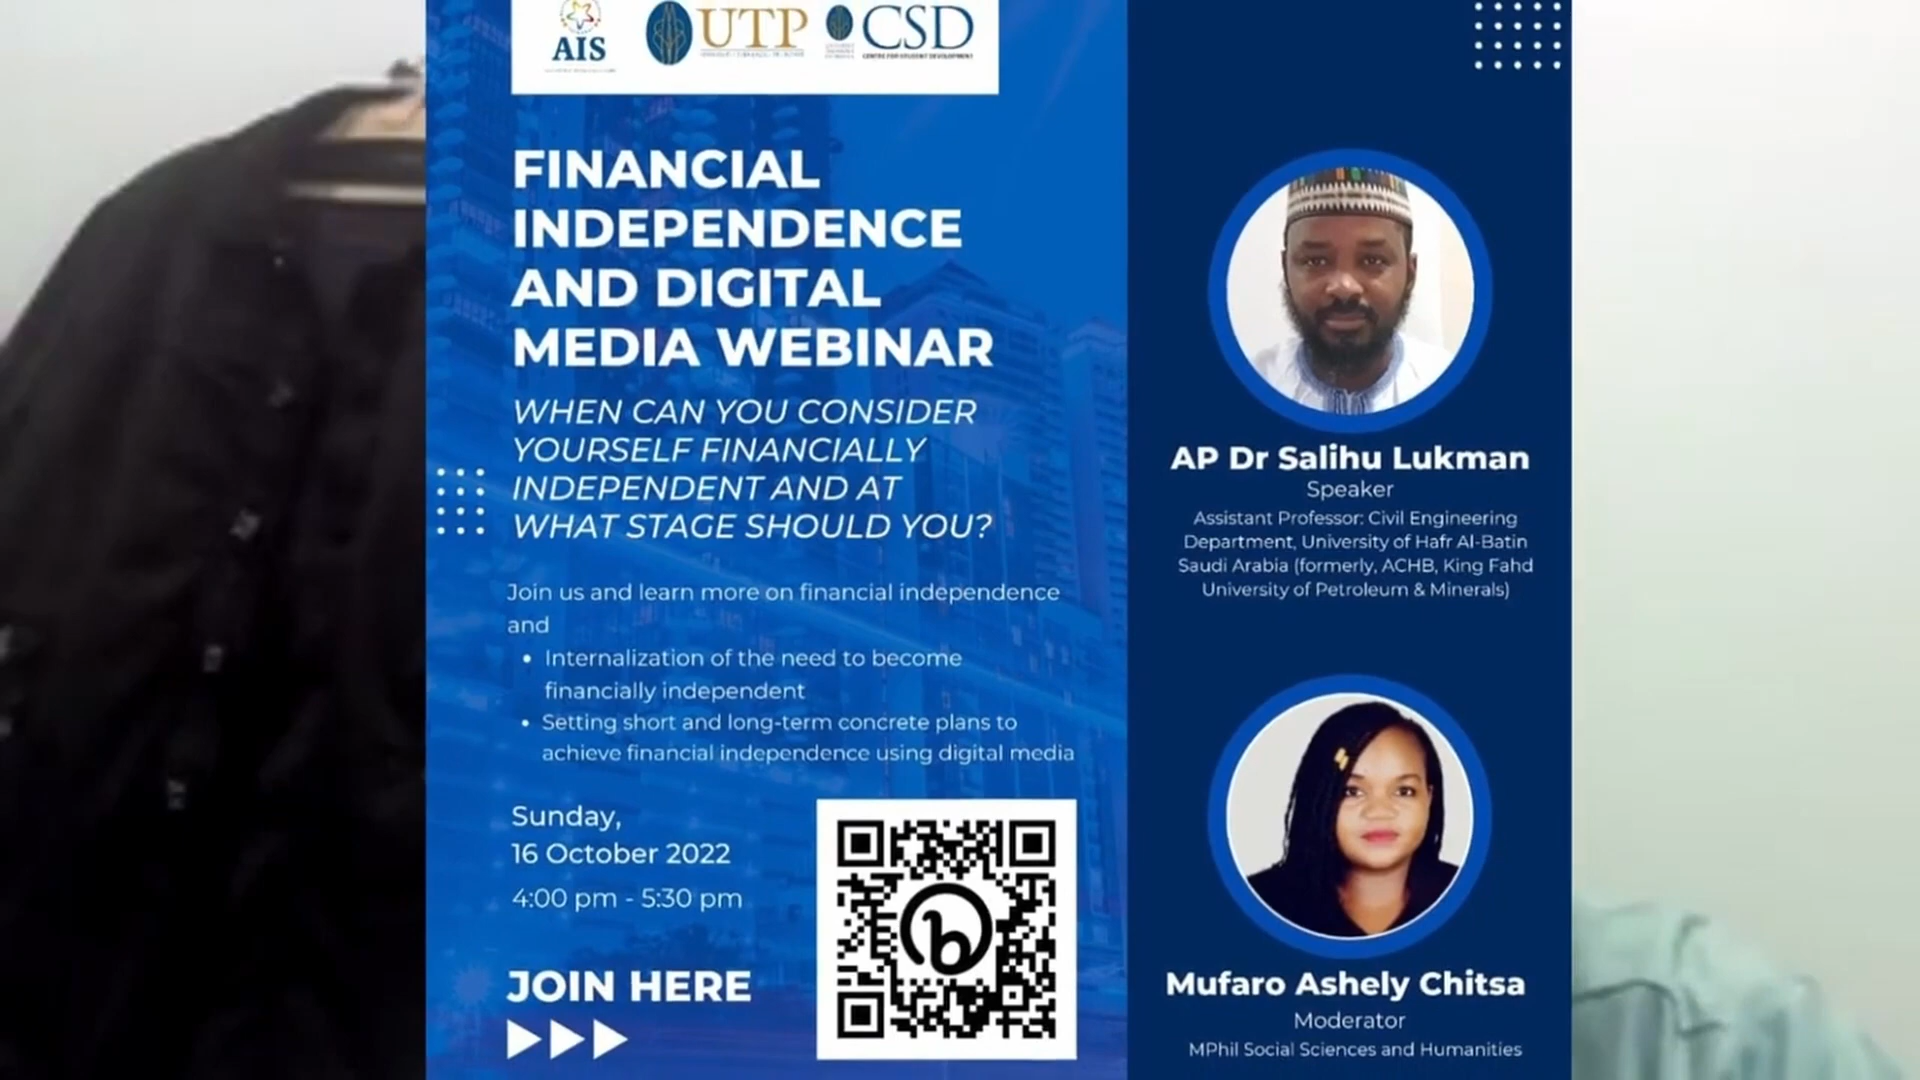 AIS
UTP
CSD
CENTRE FOR STUDENT DEVELOPMENT
FINANCIAL
INDEPENDENCE
AND DIGITAL
MEDIA WEBINAR
WHEN CAN YOU CONSIDER
YOURSELF FINANCIALLY
INDEPENDENT AND AT
WHAT STAGE SHOULD YOU?
Join us and learn more on financial independence
and
• Internalization of the need to become
financially independent
• Setting short and long-term concrete plans to
achieve financial independence using digital media
Sunday,
16 October 2022
4:00 pm - 5:30 pm
JOIN HERE
b
AP Dr Salihu Lukman
Speaker
Assistant Professor: Civil Engineering
Department, University of Hafr Al-Batin
Saudi Arabia (formerly, ACHB, King Fahd
University of Petroleum & Minerals)
Mufaro Ashely Chitsa
Moderator
MPhil Social Sciences and Humanities